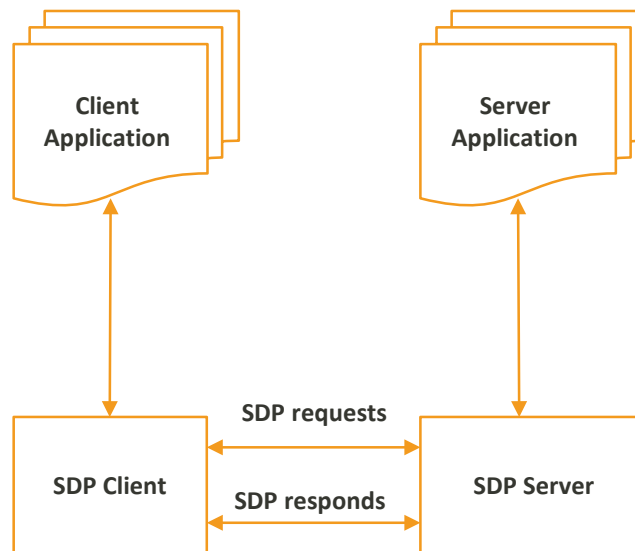 Client
Application
Server
Application
SDP requests
SDP Client
SDP Server
SDP responds